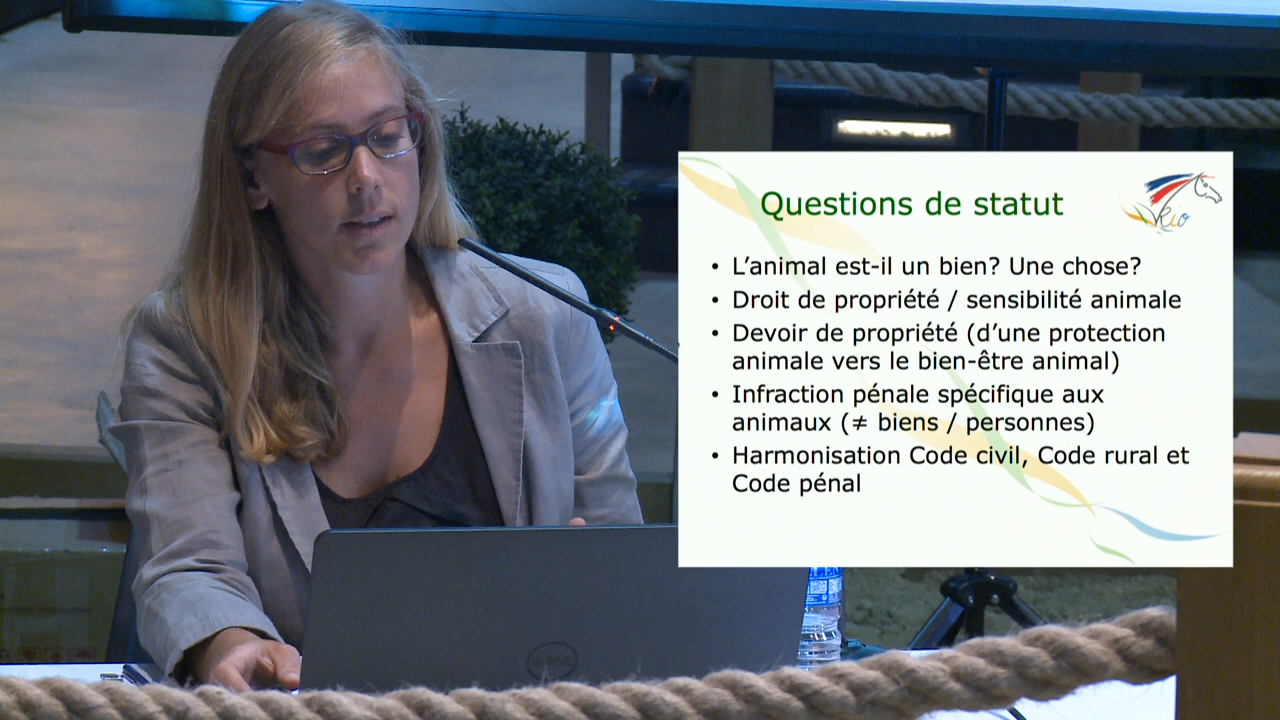 Questions de statut
Rio
• L’animal est-il un bien? Une chose?
• Droit de propriété / sensibilité animale
• Devoir de propriété (d’une protection
animale vers le bien-être animal)
• Infraction pénale spécifique aux
animaux (≠ biens / personnes)
• Harmonisation Code civil, Code rural et
Code pénal
DELL